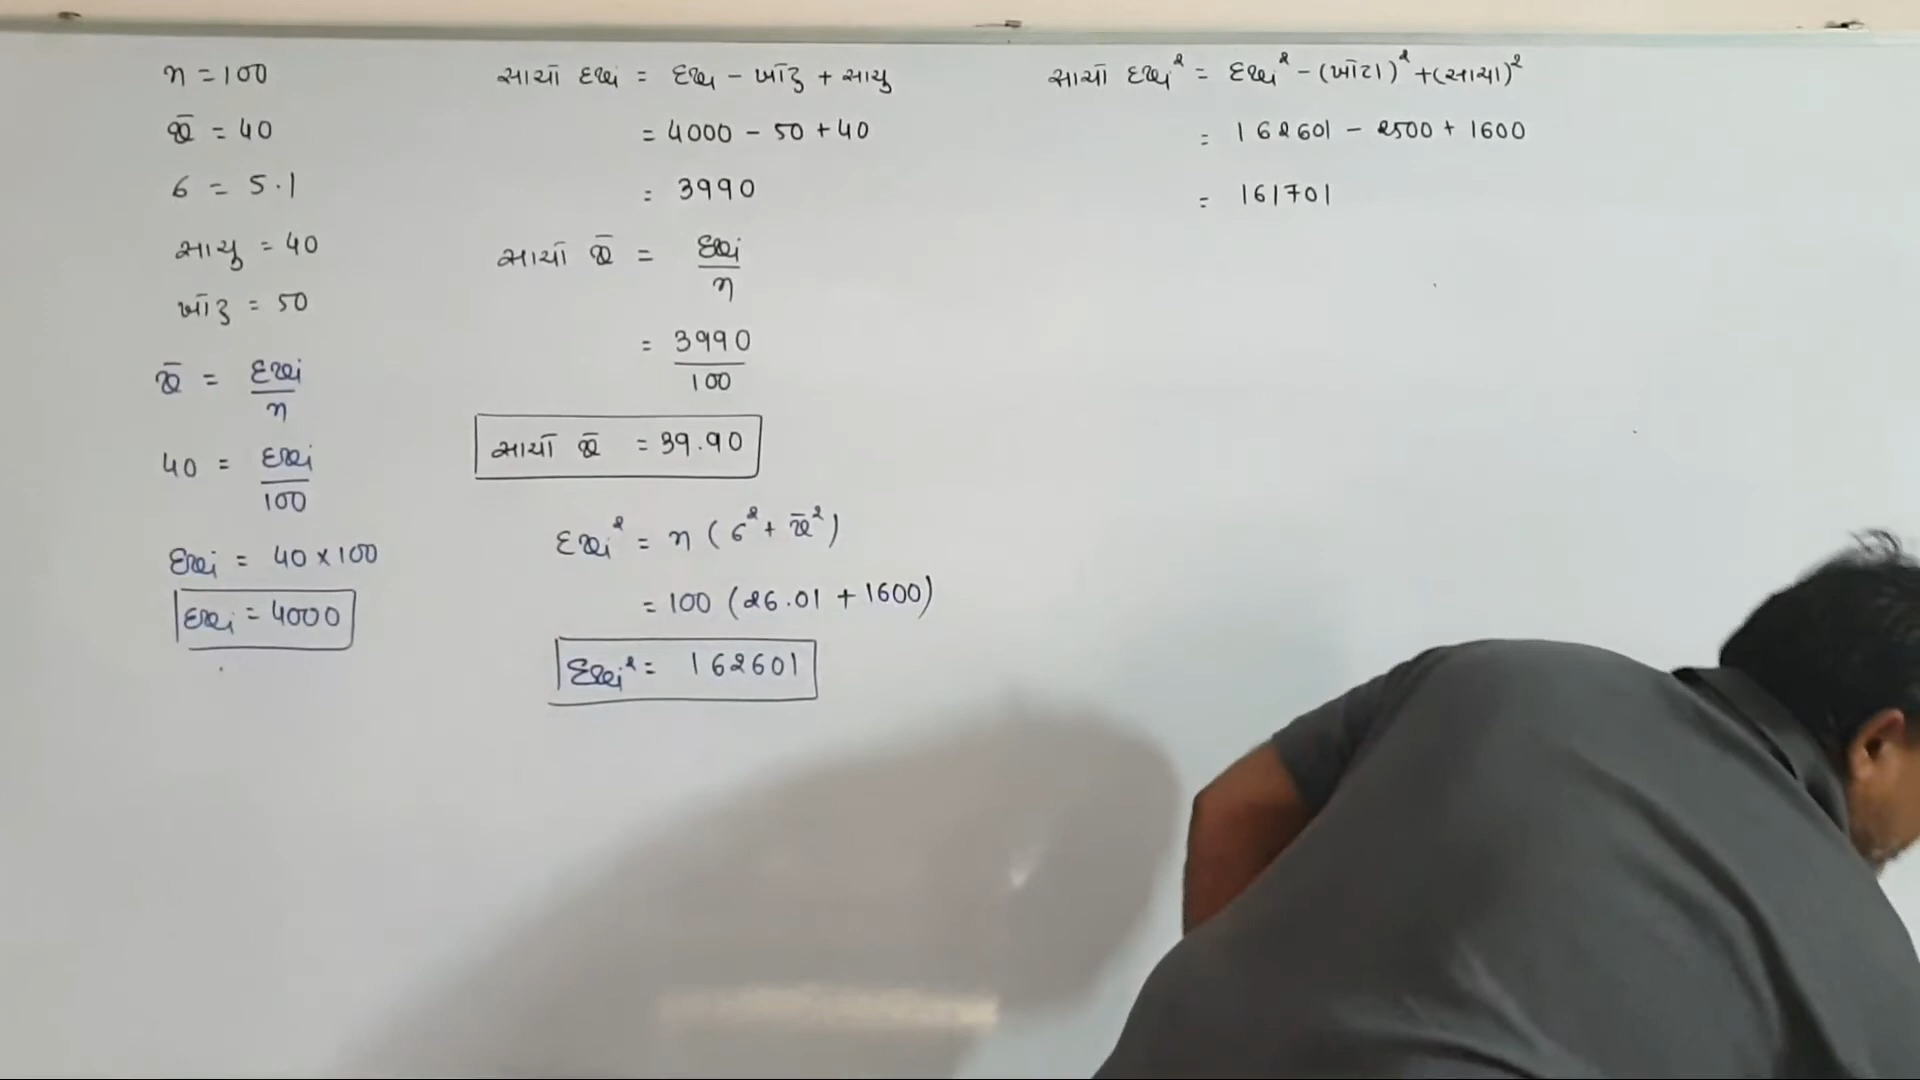 n = 100
x̄ = 40
σ = 5.1
સાચુ = 40
ખોટુ = 50
x̄ = Σxi / n
40 = Σxi / 100
Σxi = 40 × 100
Σxi = 4000
સાચો Σxi = Σxi - ખોટુ + સાચુ
= 4000 - 50 + 40
= 3990
સાચો x̄ = Σxi / n
= 3990 / 100
સાચો x̄ = 39.90
Σxi² = n (σ² + x̄²)
= 100 (26.01 + 1600)
Σxi² = 162601
સાચો Σxi² = Σxi² - (ખોટા)² + (સાચા)²
= 162601 - 2500 + 1600
= 161701